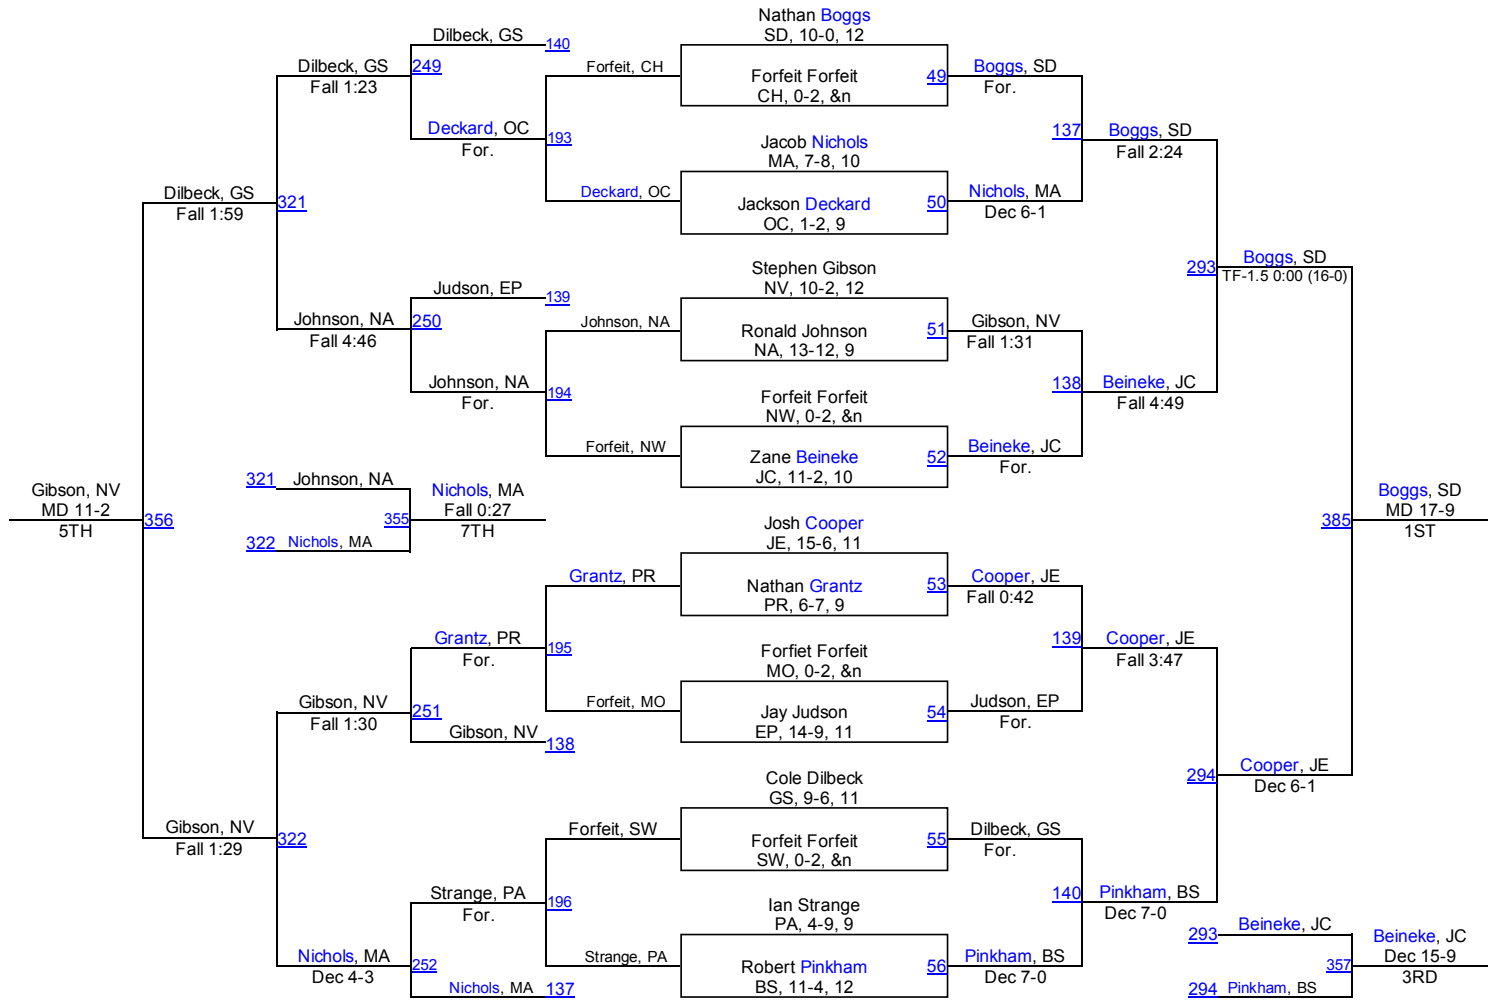 Nathan Boggs
SD, 10-0, 12
Dilbeck, GS
140
Dilbeck, GS
249
Fall 1:23
Forfeit, CH
Forfeit Forfeit
CH, 0-2, &n
49
Boggs, SD
For.
Deckard, OC
For.
193
Jacob Nichols
MA, 7-8, 10
137
Boggs, SD
Fall 2:24
Dilbeck, GS
Fall 1:59
321
Deckard, OC
Jackson Deckard
OC, 1-2, 9
50
Nichols, MA
Dec 6-1
Stephen Gibson
NV, 10-2, 12
293
Boggs, SD
TF-1.5 0:00 (16-0)
Judson, EP
139
Johnson, NA
Fall 4:46
250
Johnson, NA
Ronald Johnson
NA, 13-12, 9
51
Gibson, NV
Fall 1:31
Johnson, NA
For.
194
Forfeit Forfeit
NW, 0-2, &n
138
Beineke, JC
Fall 4:49
Forfeit, NW
Zane Beineke
JC, 11-2, 10
52
Beineke, JC
For.
321
Johnson, NA
Gibson, NV
MD 11-2
5TH
356
355
Nichols, MA
Fall 0:27
7TH
322
Nichols, MA
Josh Cooper
JE, 15-6, 11
385
Boggs, SD
MD 17-9
1ST
Grantz, PR
Nathan Grantz
PR, 6-7, 9
53
Cooper, JE
Fall 0:42
Grantz, PR
For.
195
Forfiet Forfeit
MO, 0-2, &n
139
Cooper, JE
Fall 3:47
Gibson, NV
Fall 1:30
251
Forfeit, MO
Jay Judson
EP, 14-9, 11
54
Judson, EP
For.
Gibson, NV
138
Cole Dilbeck
GS, 9-6, 11
294
Cooper, JE
Dec 6-1
Gibson, NV
Fall 1:29
322
Forfeit, SW
Forfeit Forfeit
SW, 0-2, &n
55
Dilbeck, GS
For.
Strange, PA
For.
196
Ian Strange
PA, 4-9, 9
140
Pinkham, BS
Dec 7-0
Nichols, MA
Dec 4-3
252
Strange, PA
Robert Pinkham
BS, 11-4, 12
56
Pinkham, BS
Dec 7-0
Nichols, MA
137
293
Beineke, JC
357
Beineke, JC
Dec 15-9
3RD
294
Pinkham, BS